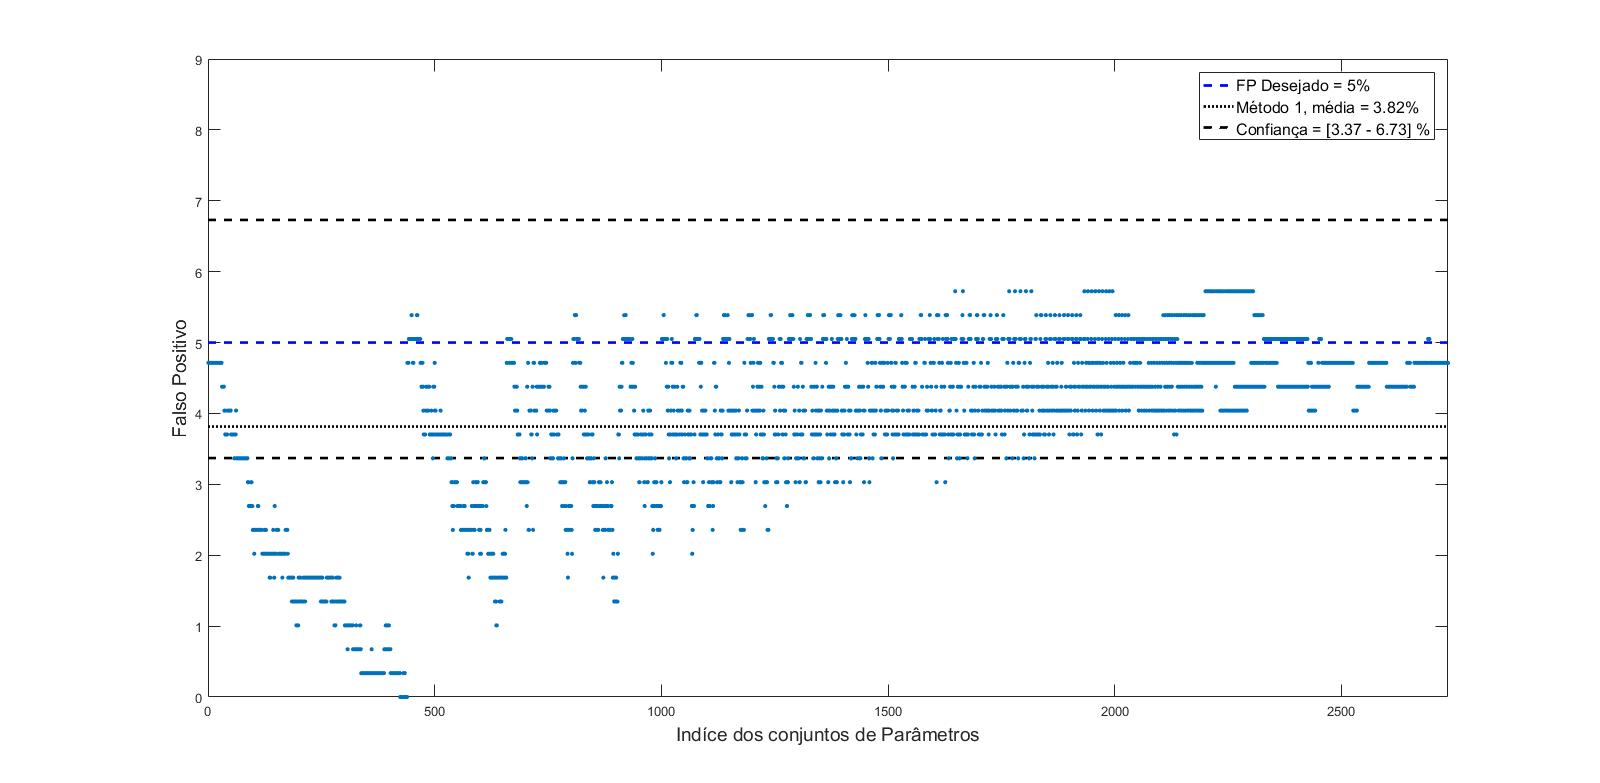 FP Desejado = 5%
Método 1, média = 3.82%
Confiança = [3.37 - 6.73] %
Falso Positivo
9
8
7
6
5
4
3
2
1
0
0 500 1000 1500 2000 2500
Indíce dos conjuntos de Parâmetros